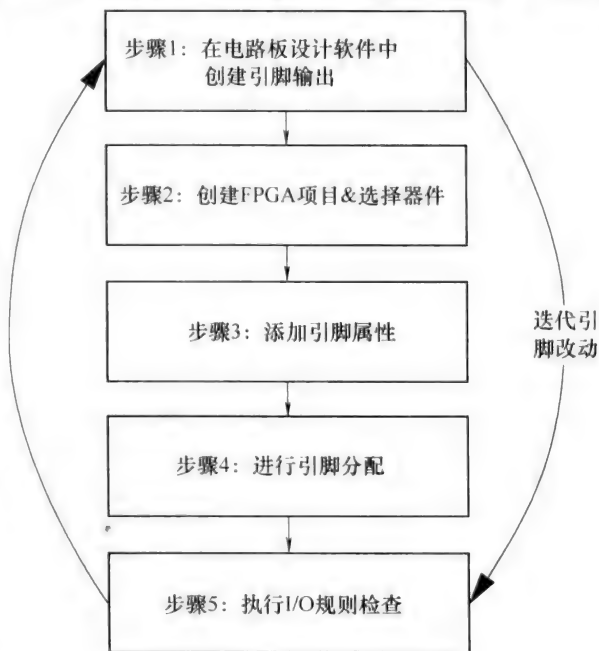 步骤1：在电路板设计软件中
创建引脚输出
步骤2：创建FPGA项目&选择器件
步骤3：添加引脚属性
迭代引
脚改动
步骤4：进行引脚分配
步骤5：执行I/O规则检查